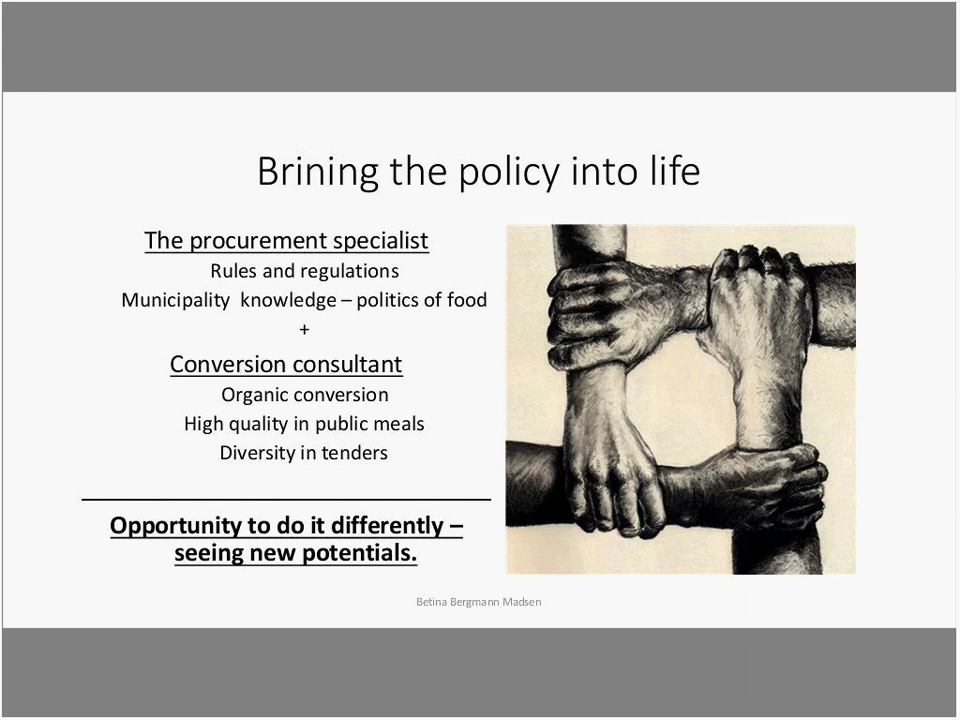 Brining the policy into life
The procurement specialist
Rules and regulations
Municipality knowledge – politics of food
+
Conversion consultant
Organic conversion
High quality in public meals
Diversity in tenders
Opportunity to do it differently –
seeing new potentials.
Betina Bergmann Madsen